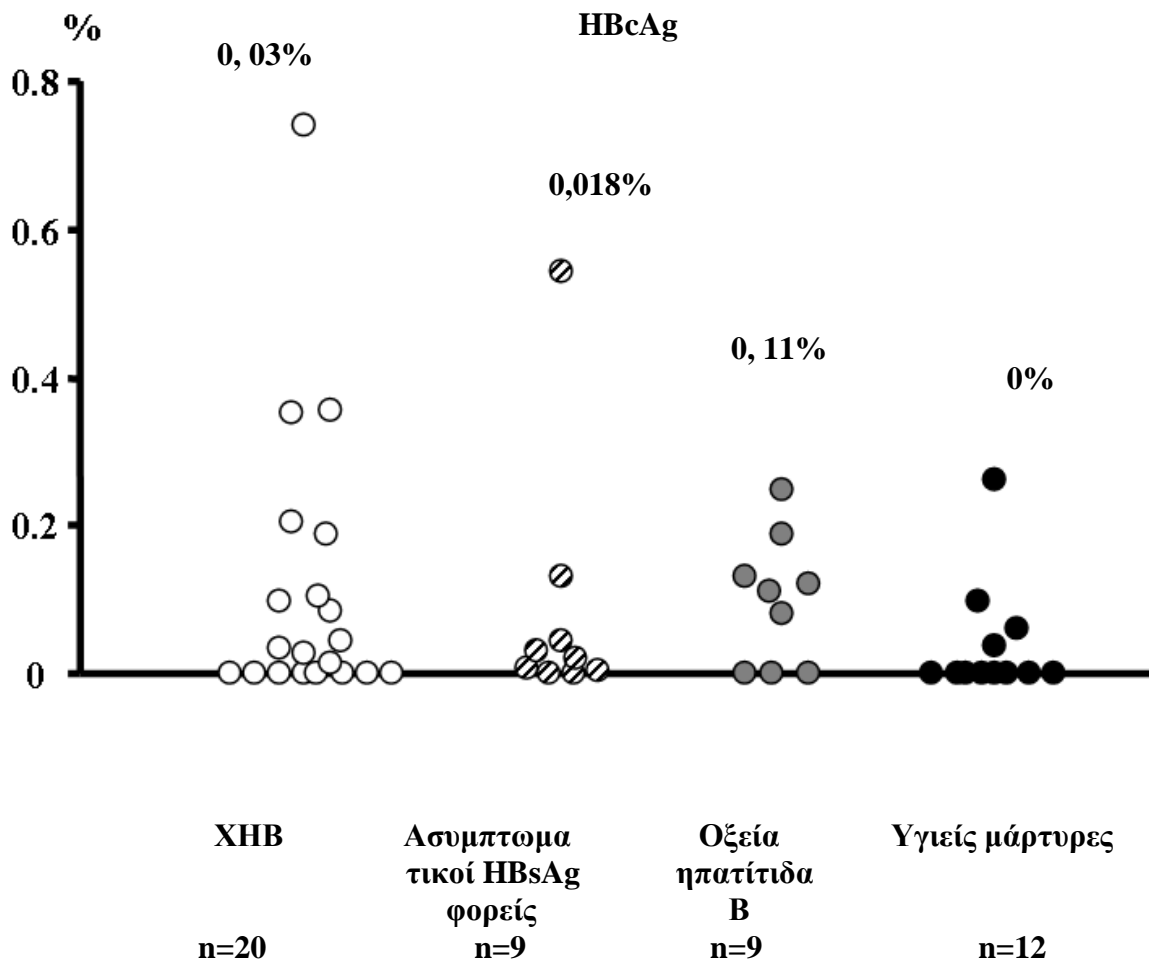 %
HBcAg
0, 03%
0.8
0,018%
0.6
0, 11%
0.4
0%
0.2
0
ΧΗΒ
Ασυμπτωμα
τικοί HBsAg
φορείς
Οξεία
ηπατίτιδα
Β
Υγιείς μάρτυρες
n=20
n=9
n=9
n=12